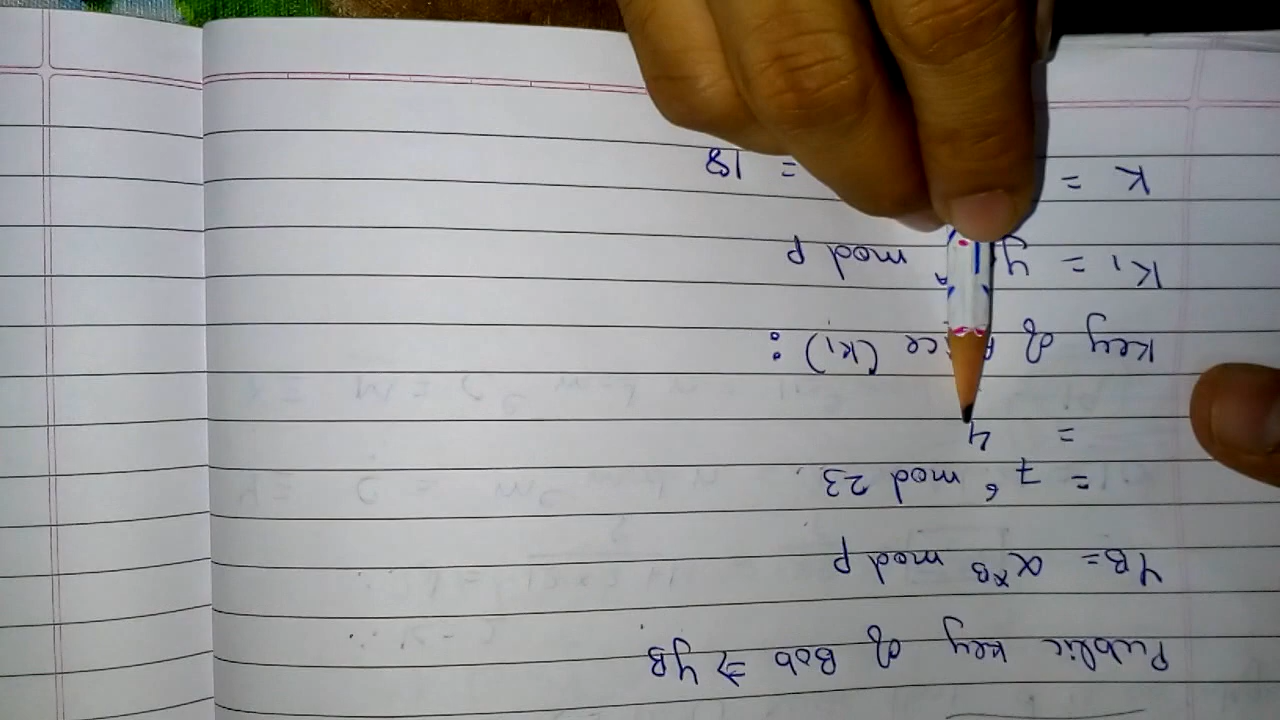 Public key of Bob ⇒ YB
YB = α^XB mod p
= 7^6 mod 23
= 4
key of (K1) :
K1 = Y mod p
K = = 18